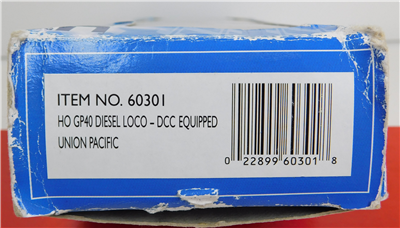 ITEM NO. 60301
HO GP40 DIESEL LOCO – DCC EQUIPPED
UNION PACIFIC
0 22899 60301 8